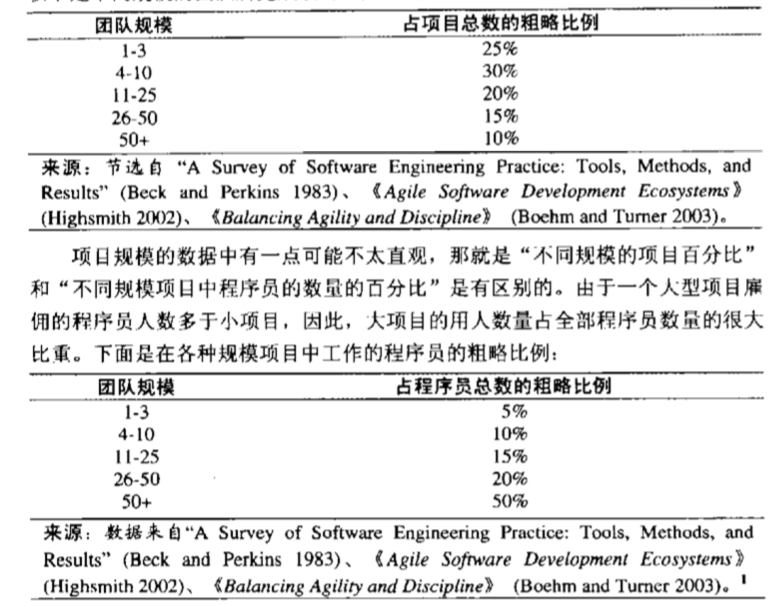 团队规模 占项目总数的粗略比例
1-3 25%
4-10 30%
11-25 20%
26-50 15%
50+ 10%
来源：节选自 “A Survey of Software Engineering Practice: Tools, Methods, and
Results” (Beck and Perkins 1983)、《Agile Software Development Ecosystems》
(Highsmith 2002)、《Balancing Agility and Discipline》 (Boehm and Turner 2003)。
项目规模的数据中有一点可能不太直观，那就是“不同规模的项目百分比”
和“不同规模项目中程序员的数量的百分比”是有区别的。由于一个大型项目雇
佣的程序员人数多于小项目，因此，大项目的用人数量占全部程序员数量的很大
比重。下面是在各种规模项目中工作的程序员的粗略比例：
团队规模 占程序员总数的粗略比例
1-3 5%
4-10 10%
11-25 15%
26-50 20%
50+ 50%
来源：数据来自“A Survey of Software Engineering Practice: Tools, Methods, and
Results” (Beck and Perkins 1983)、《Agile Software Development Ecosystems》
(Highsmith 2002)、《Balancing Agility and Discipline》 (Boehm and Turner 2003)。1